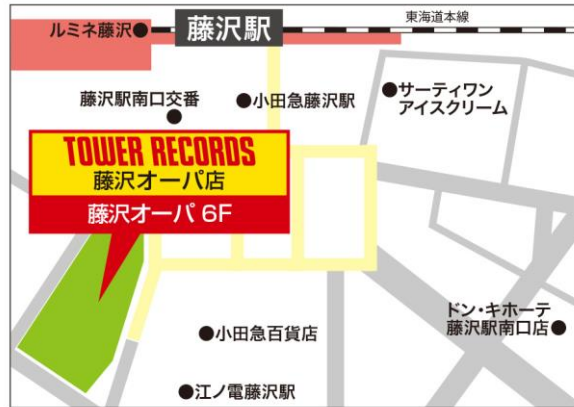 東海道本線
ルミネ藤沢
藤沢駅
藤沢駅南口交番
小田急藤沢駅
サーティワン
アイスクリーム
TOWER RECORDS
藤沢オーパ店
藤沢オーパ 6F
ドン・キホーテ
藤沢駅南口店
小田急百貨店
江ノ電藤沢駅